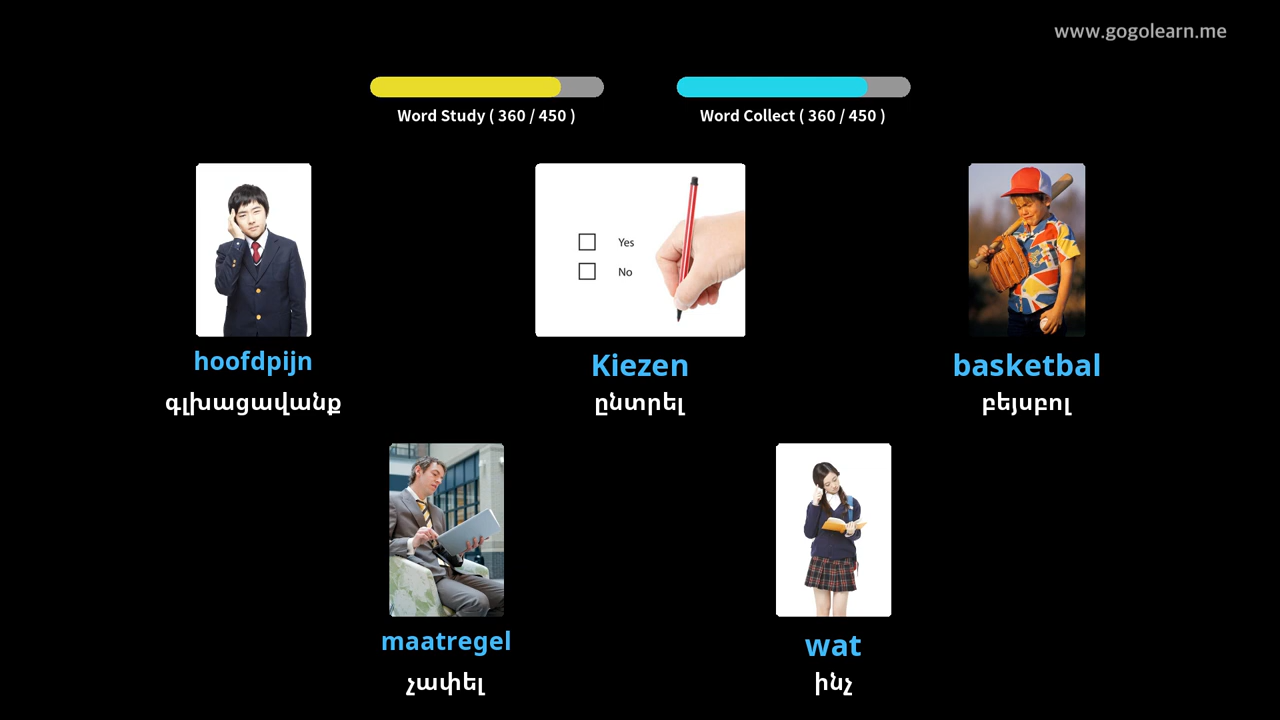 www.gogolearn.me
Word Study ( 360 / 450 )
Word Collect ( 360 / 450 )
Yes
No
hoofdpijn
Kiezen
basketbal
գլխացավանք
ընտրել
բեյսբոլ
maatregel
wat
չափել
ինչ